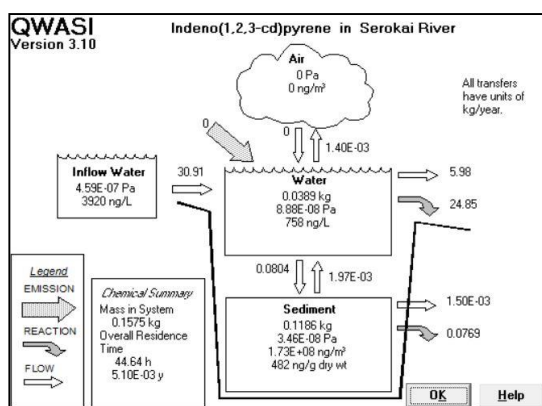 QWASI
Version 3.10
Indeno(1,2,3-cd)pyrene in Serokai River
Air
0 Pa
0 ng/m³
All transfers
have units of
kg/year.
0
0
1.40E-03
Inflow Water
4.59E-07 Pa
3920 ng/L
30.91
Water
0.0389 kg
8.88E-08 Pa
758 ng/L
5.98
24.85
0.0804
1.97E-03
Legend
EMISSION
REACTION
FLOW
Chemical Summary
Mass in System
0.1575 kg
Overall Residence
Time
44.64 h
5.10E-03 y
Sediment
0.1186 kg
3.46E-08 Pa
1.73E+08 ng/m³
482 ng/g dry wt
1.50E-03
0.0769
OK
Help